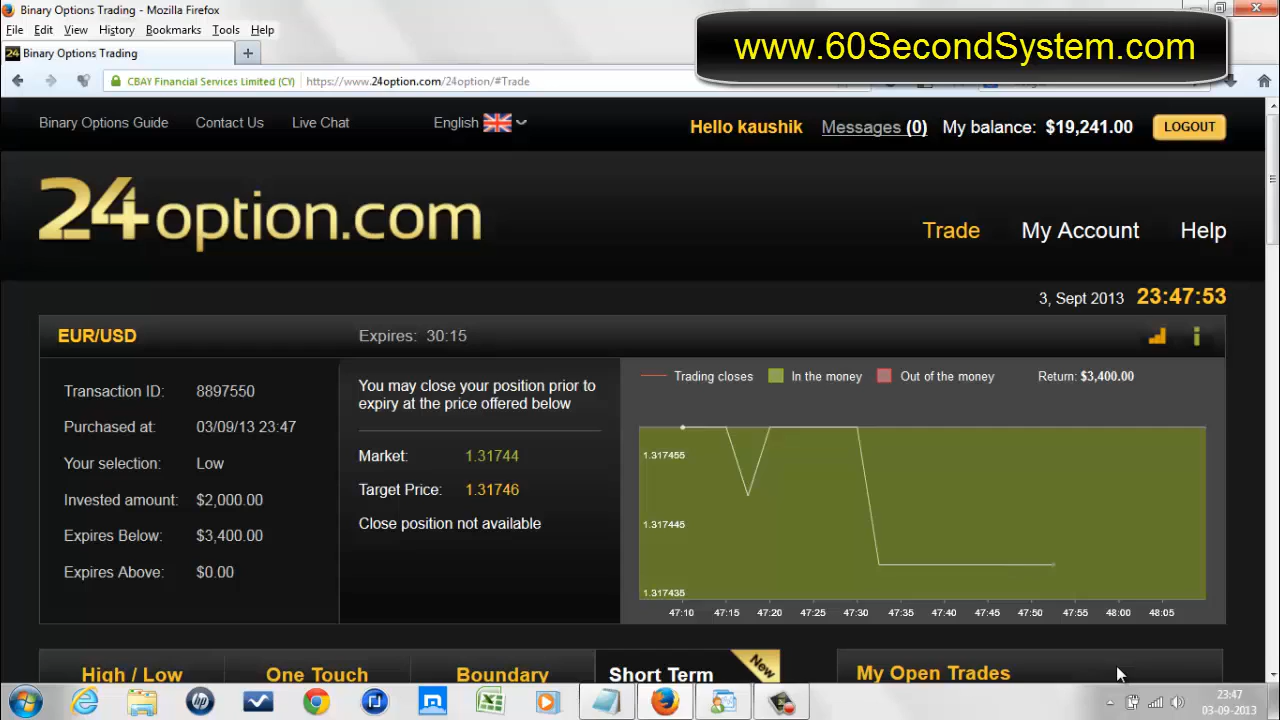 Binary Options Trading - Mozilla Firefox
www.60SecondSystem.com
File Edit View History Bookmarks Tools Help
24 Binary Options Trading +
CBAY Financial Services Limited (CY) https://www.24option.com/24option/#Trade
Binary Options Guide Contact Us Live Chat English Hello kaushik Messages (0) My balance: $19,241.00 LOGOUT
24option.com
Trade My Account Help
3, Sept 2013 23:47:53
EUR/USD Expires: 30:15
Transaction ID: 8897550
Purchased at: 03/09/13 23:47
Your selection: Low
Invested amount: $2,000.00
Expires Below: $3,400.00
Expires Above: $0.00
You may close your position prior to
expiry at the price offered below
Market: 1.31744
Target Price: 1.31746
Close position not available
Trading closes In the money Out of the money Return: $3,400.00
1.317455
1.317445
1.317435
47:10 47:15 47:20 47:25 47:30 47:35 47:40 47:45 47:50 47:55 48:00 48:05
High / Low One Touch Boundary Short Term New My Open Trades
23:47
03-09-2013